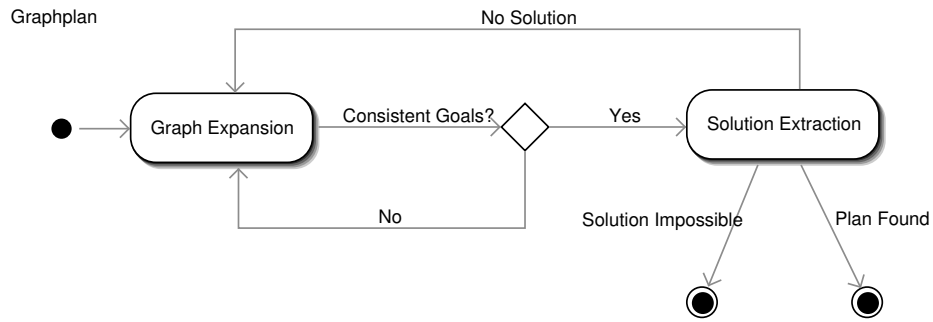 Graphplan
No Solution
Graph Expansion
Consistent Goals?
Yes
Solution Extraction
No
Solution Impossible
Plan Found